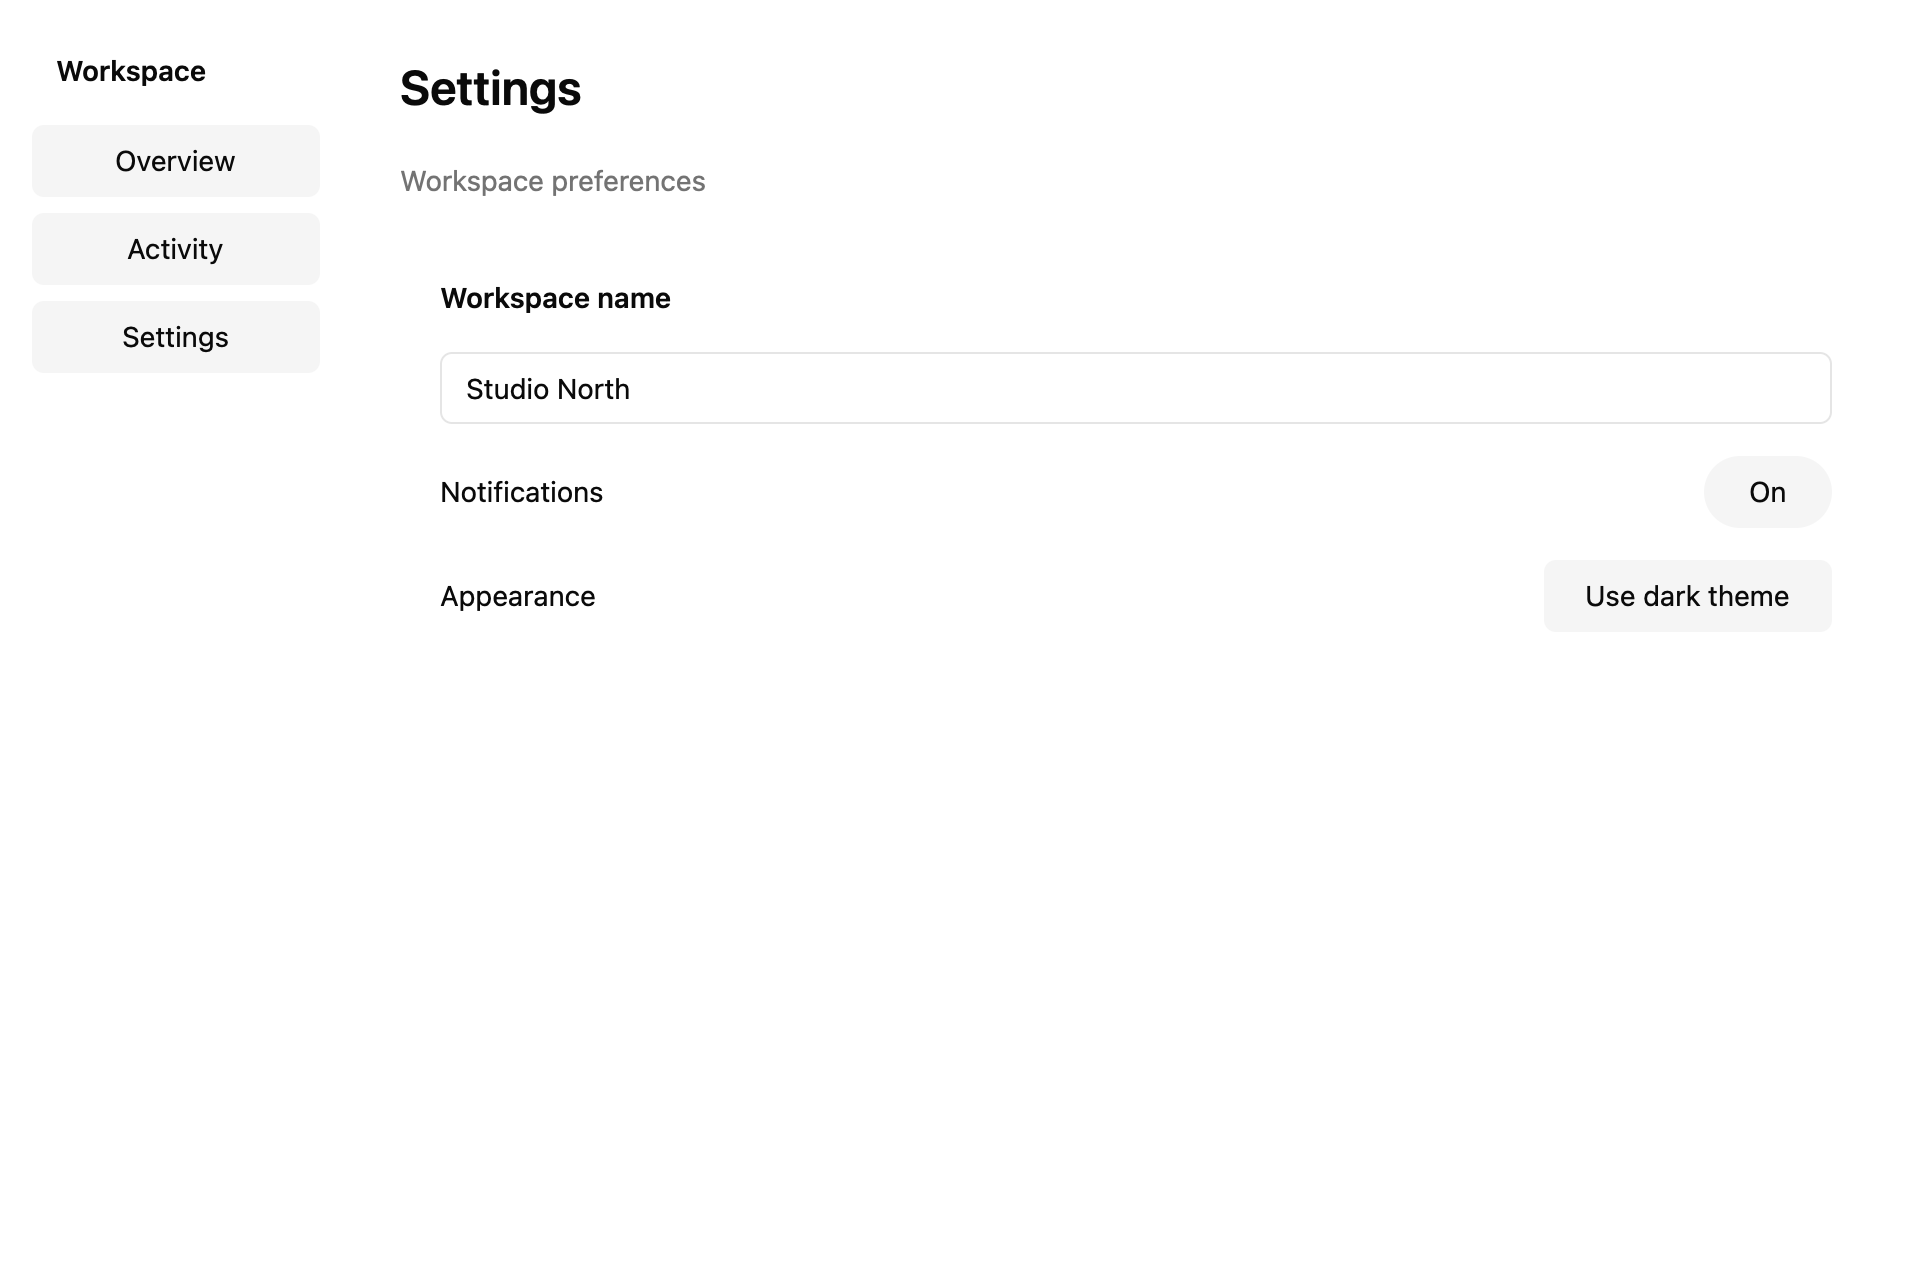 Workspace
Overview
Activity
Settings
Settings
Workspace preferences
Workspace name
Studio North
Notifications
On
Appearance
Use dark theme